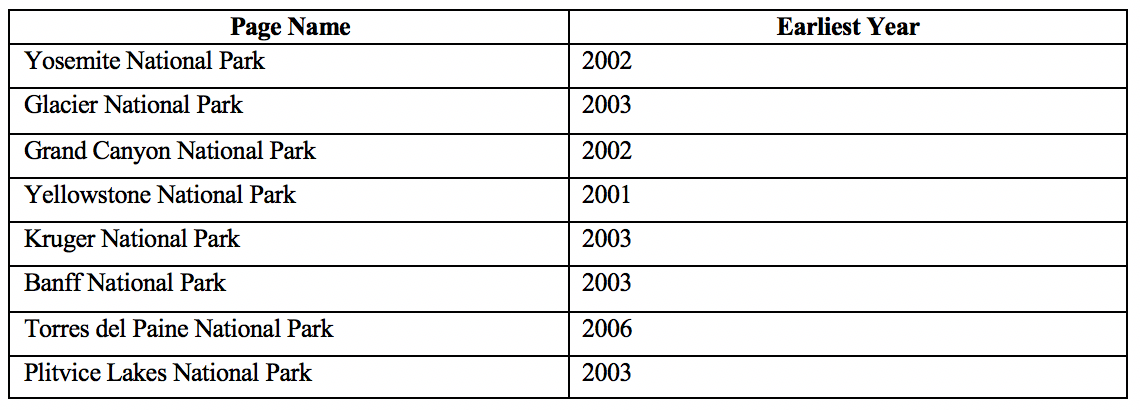 Page Name Earliest Year
Yosemite National Park 2002
Glacier National Park 2003
Grand Canyon National Park 2002
Yellowstone National Park 2001
Kruger National Park 2003
Banff National Park 2003
Torres del Paine National Park 2006
Plitvice Lakes National Park 2003